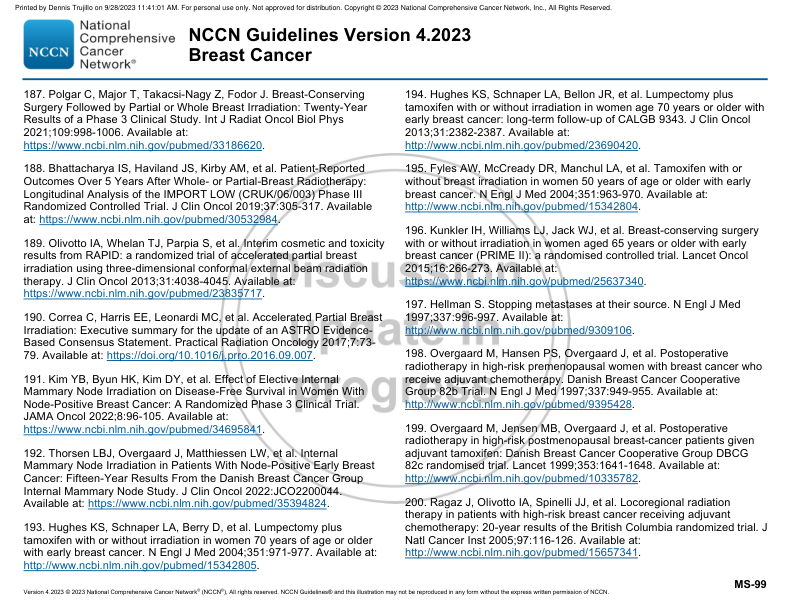 Printed by Dennis Trujillo on 9/28/2023 11:41:01 AM. For personal use only. Not approved for distribution. Copyright © 2023 National Comprehensive Cancer Network, Inc., All Rights Reserved.
NCCN
National
Comprehensive
Cancer
Network®
NCCN Guidelines Version 4.2023
Breast Cancer
187. Polgar C, Major T, Takacsi-Nagy Z, Fodor J. Breast-Conserving
Surgery Followed by Partial or Whole Breast Irradiation: Twenty-Year
Results of a Phase 3 Clinical Study. Int J Radiat Oncol Biol Phys
2021;109:998-1006. Available at:
https://www.ncbi.nlm.nih.gov/pubmed/33186620.
188. Bhattacharya IS, Haviland JS, Kirby AM, et al. Patient-Reported
Outcomes Over 5 Years After Whole- or Partial-Breast Radiotherapy:
Longitudinal Analysis of the IMPORT LOW (CRUK/06/003) Phase III
Randomized Controlled Trial. J Clin Oncol 2019;37:305-317. Available
at: https://www.ncbi.nlm.nih.gov/pubmed/30532984.
189. Olivotto IA, Whelan TJ, Parpia S, et al. Interim cosmetic and toxicity
results from RAPID: a randomized trial of accelerated partial breast
irradiation using three-dimensional conformal external beam radiation
therapy. J Clin Oncol 2013;31:4038-4045. Available at:
https://www.ncbi.nlm.nih.gov/pubmed/23835717.
190. Correa C, Harris EE, Leonardi MC, et al. Accelerated Partial Breast
Irradiation: Executive summary for the update of an ASTRO Evidence-
Based Consensus Statement. Practical Radiation Oncology 2017;7:73-
79. Available at: https://doi.org/10.1016/j.prro.2016.09.007.
191. Kim YB, Byun HK, Kim DY, et al. Effect of Elective Internal
Mammary Node Irradiation on Disease-Free Survival in Women With
Node-Positive Breast Cancer: A Randomized Phase 3 Clinical Trial.
JAMA Oncol 2022;8:96-105. Available at:
https://www.ncbi.nlm.nih.gov/pubmed/34695841.
192. Thorsen LBJ, Overgaard J, Matthiessen LW, et al. Internal
Mammary Node Irradiation in Patients With Node-Positive Early Breast
Cancer: Fifteen-Year Results From the Danish Breast Cancer Group
Internal Mammary Node Study. J Clin Oncol 2022:JCO2200044.
Available at: https://www.ncbi.nlm.nih.gov/pubmed/35394824.
193. Hughes KS, Schnaper LA, Berry D, et al. Lumpectomy plus
tamoxifen with or without irradiation in women 70 years of age or older
with early breast cancer. N Engl J Med 2004;351:971-977. Available at:
http://www.ncbi.nlm.nih.gov/pubmed/15342805.
194. Hughes KS, Schnaper LA, Bellon JR, et al. Lumpectomy plus
tamoxifen with or without irradiation in women age 70 years or older with
early breast cancer: long-term follow-up of CALGB 9343. J Clin Oncol
2013;31:2382-2387. Available at:
http://www.ncbi.nlm.nih.gov/pubmed/23690420.
195. Fyles AW, McCready DR, Manchul LA, et al. Tamoxifen with or
without breast irradiation in women 50 years of age or older with early
breast cancer. N Engl J Med 2004;351:963-970. Available at:
http://www.ncbi.nlm.nih.gov/pubmed/15342804.
196. Kunkler IH, Williams LJ, Jack WJ, et al. Breast-conserving surgery
with or without irradiation in women aged 65 years or older with early
breast cancer (PRIME II): a randomised controlled trial. Lancet Oncol
2015;16:266-273. Available at:
https://www.ncbi.nlm.nih.gov/pubmed/25637340.
197. Hellman S. Stopping metastases at their source. N Engl J Med
1997;337:996-997. Available at:
http://www.ncbi.nlm.nih.gov/pubmed/9309106.
198. Overgaard M, Hansen PS, Overgaard J, et al. Postoperative
radiotherapy in high-risk premenopausal women with breast cancer who
receive adjuvant chemotherapy. Danish Breast Cancer Cooperative
Group 82b Trial. N Engl J Med 1997;337:949-955. Available at:
http://www.ncbi.nlm.nih.gov/pubmed/9395428.
199. Overgaard M, Jensen MB, Overgaard J, et al. Postoperative
radiotherapy in high-risk postmenopausal breast-cancer patients given
adjuvant tamoxifen: Danish Breast Cancer Cooperative Group DBCG
82c randomised trial. Lancet 1999;353:1641-1648. Available at:
http://www.ncbi.nlm.nih.gov/pubmed/10335782.
200. Ragaz J, Olivotto IA, Spinelli JJ, et al. Locoregional radiation
therapy in patients with high-risk breast cancer receiving adjuvant
chemotherapy: 20-year results of the British Columbia randomized trial. J
Natl Cancer Inst 2005;97:116-126. Available at:
http://www.ncbi.nlm.nih.gov/pubmed/15657341.
Discussion
update in
progress
MS-99
Version 4.2023 © 2023 National Comprehensive Cancer Network® (NCCN®), All rights reserved. NCCN Guidelines® and this illustration may not be reproduced in any form without the express written permission of NCCN.